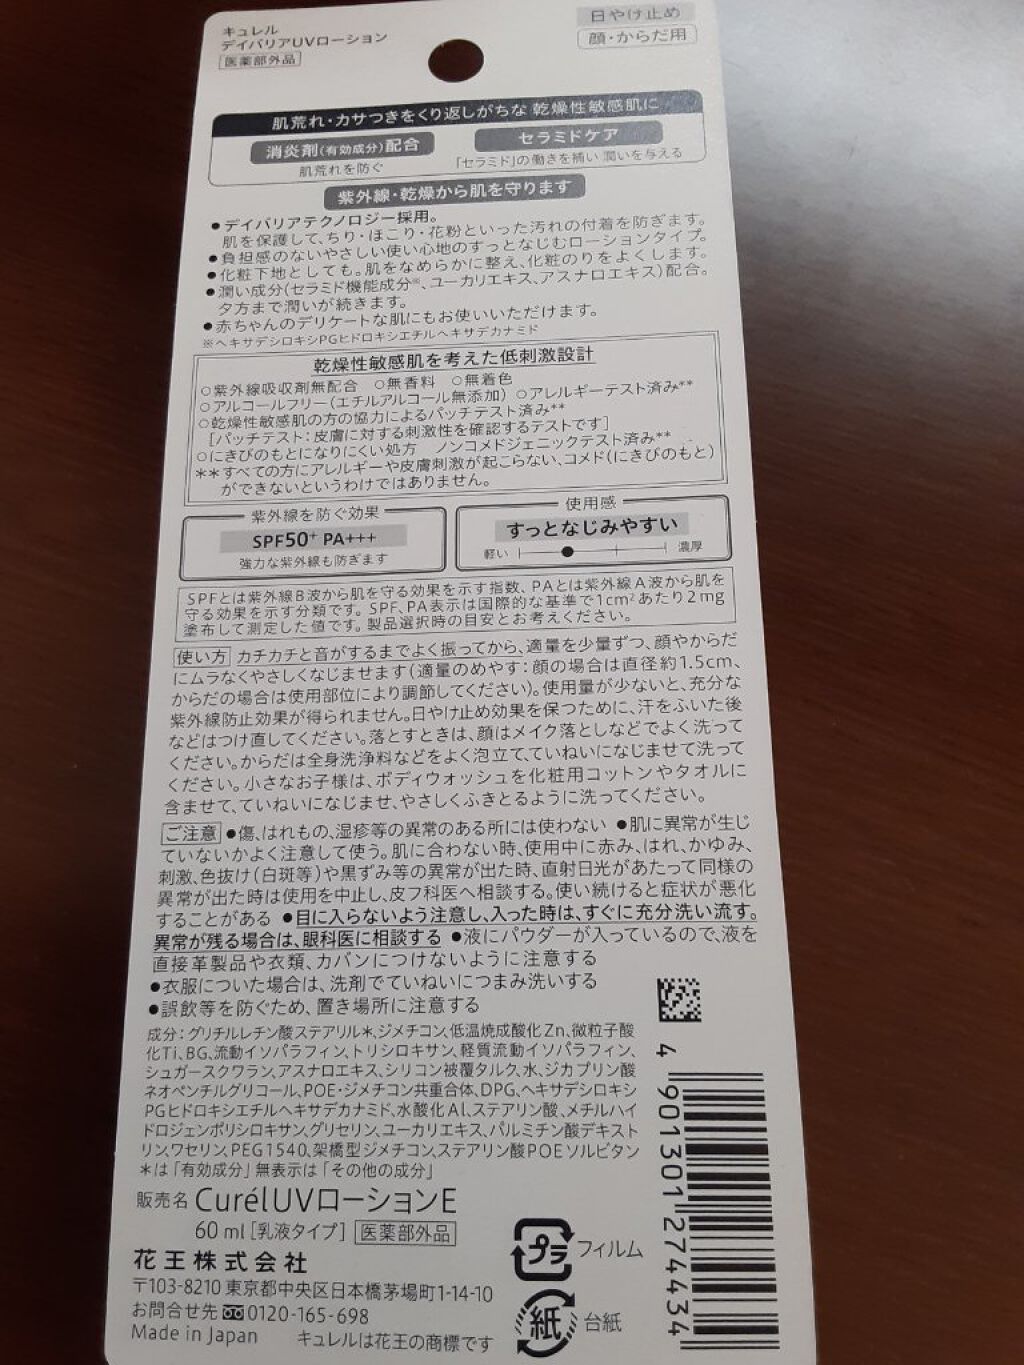 キュレル
デイバリアUVローション
医薬部外品
日やけ止め
顔・からだ用
肌荒れ・カサつきをくり返しがちな 乾燥性敏感肌に
消炎剤(有効成分)配合
肌荒れを防ぐ
セラミドケア
「セラミド」の働きを補い 潤いを与える
紫外線・乾燥から肌を守ります
●デイバリアテクノロジー採用。
肌を保護して、ちり・ほこり・花粉といった汚れの付着を防ぎます。
●負担感のないやさしい使い心地のすっとなじむローションタイプ。
●化粧下地としても。肌をなめらかに整え、化粧のりをよくします。
●潤い成分(セラミド機能成分※、ユーカリエキス、アスナロエキス)配合。
夕方まで潤いが続きます。
●赤ちゃんのデリケートな肌にもお使いいただけます。
※ヘキサデシロキシPGヒドロキシエチルヘキサデカナミド
乾燥性敏感肌を考えた低刺激設計
○紫外線吸収剤無配合 ○無香料 ○無着色
○アルコールフリー(エチルアルコール無添加) ○アレルギーテスト済み**
○乾燥性敏感肌の方の協力によるパッチテスト済み**
[パッチテスト：皮膚に対する刺激性を確認するテストです]
○にきびのもとになりにくい処方 ノンコメドジェニックテスト済み**
**すべての方にアレルギーや皮膚刺激が起こらない、コメド(にきびのもと)
ができないというわけではありません。
紫外線を防ぐ効果
SPF50+ PA+++
強力な紫外線も防ぎます
使用感
すっとなじみやすい
軽い 濃厚
SPFとは紫外線B波から肌を守る効果を示す指数、PAとは紫外線A波から肌を
守る効果を示す分類です。SPF、PA表示は国際的な基準で1cm²あたり2mg
塗布して測定した値です。製品選択時の目安とお考えください。
使い方 カチカチと音がするまでよく振ってから、適量を少量ずつ、顔やからだ
にムラなくやさしくなじませます(適量のめやす：顔の場合は直径約1.5cm、
からだの場合は使用部位により調節してください)。使用量が少ないと、充分な
紫外線防止効果が得られません。日やけ止め効果を保つために、汗をふいた後
などはつけ直してください。落とすときは、顔はメイク落としなどでよく洗って
ください。からだは全身洗浄料などをよく泡立て、ていねいになじませて洗って
ください。小さなお子様は、ボディウォッシュを化粧用コットンやタオルに
含ませて、ていねいになじませ、やさしくふきとるように洗ってください。
ご注意 ●傷、はれもの、湿疹等の異常のある所には使わない ●肌に異常が生じ
ていないかよく注意して使う。肌に合わない時、使用中に赤み、はれ、かゆみ、
刺激、色抜け(白斑等)や黒ずみ等の異常が出た時、直射日光があたって同様の
異常が出た時は使用を中止し、皮フ科医へ相談する。使い続けると症状が悪化
することがある ●目に入らないよう注意し、入った時は、すぐに充分洗い流す。
異常が残る場合は、眼科医に相談する ●液にパウダーが入っているので、液を
直接革製品や衣類、カバンにつけないように注意する
●衣服についた場合は、洗剤でていねいにつまみ洗いする
●誤飲等を防ぐため、置き場所に注意する
成分：グリチルレチン酸ステアリル*、ジメチコン、低温焼成酸化Zn、微粒子酸
化Ti、BG、流動イソパラフィン、トリシロキサン、軽質流動イソパラフィン、
シュガースクワラン、アスナロエキス、シリコン被覆タルク、水、ジカプリン酸
ネオペンチルグリコール、POE・ジメチコン共重合体、DPG、ヘキサデシロキシ
PGヒドロキシエチルヘキサデカナミド、水酸化Al、ステアリン酸、メチルハイ
ドロジェンポリシロキサン、グリセリン、ユーカリエキス、パルミチン酸デキスト
リン、ワセリン、PEG1540、架橋型ジメチコン、ステアリン酸POEソルビタン
*は「有効成分」無表示は「その他の成分」
販売名 CurélUVローションE
60 ml [乳液タイプ] 医薬部外品
花王株式会社
〒103-8210 東京都中央区日本橋茅場町1-14-10
お問合せ先 0120-165-698
Made in Japan キュレルは花王の商標です
プラ フィルム
紙 台紙
4 901301 274434